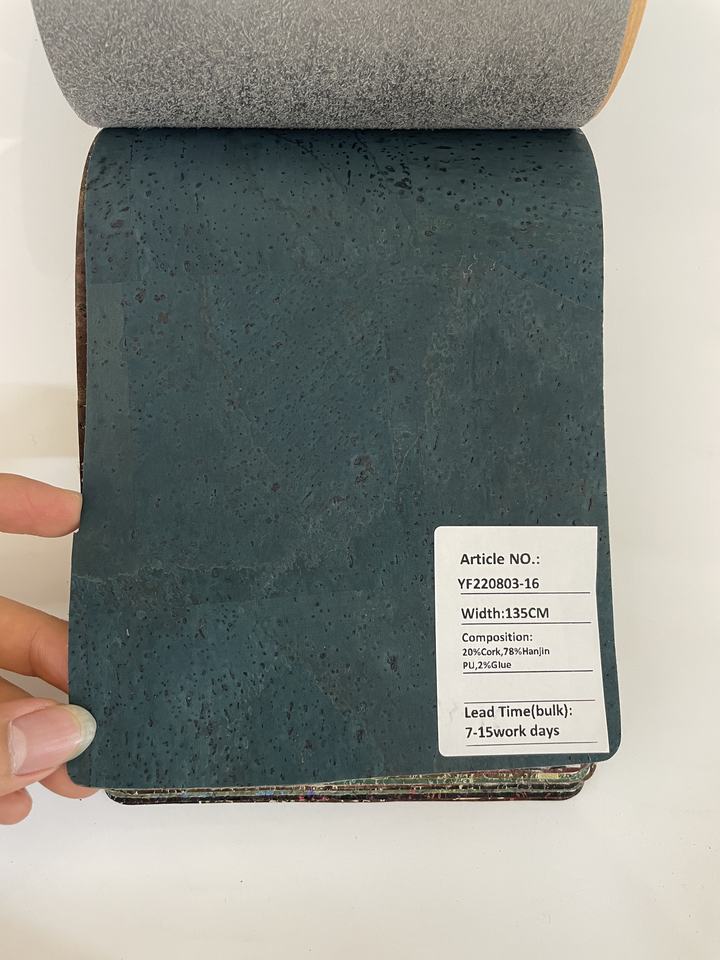 Article NO.:
YF220803-16
Width:135CM
Composition:
20%Cork,78%Hanjin
PU,2%Glue
Lead Time(bulk):
7-15work days